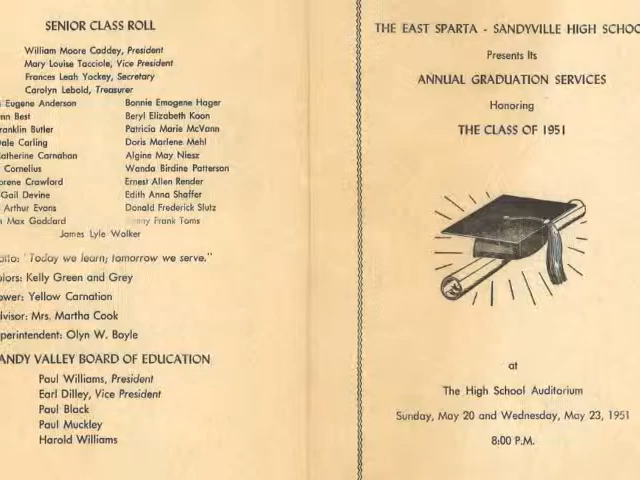 SENIOR CLASS ROLL
William Moore Caddey, President
Mary Louise Tacciole, Vice President
Frances Leah Yockey, Secretary
Carolyn Lebold, Treasurer
Eugene Anderson Bonnie Emogene Hager
Best Beryl Elizabeth Koon
Butler Patricia Marie McVann
Carling Doris Marlene Mehl
Carnahan Algine May Niesz
Cornelius Wanda Birdine Patterson
Crawford Ernest Allen Render
Gail Devine Edith Anna Shaffer
Arthur Evans Donald Frederick Slutz
Max Goddard Frank Toms
James Lyle Walker
"Today we learn; tomorrow we serve."
Kelly Green and Grey
Yellow Carnation
Mrs. Martha Cook
Olyn W. Boyle
ANDY VALLEY BOARD OF EDUCATION
Paul Williams, President
Earl Dilley, Vice President
Paul Black
Paul Muckley
Harold Williams
THE EAST SPARTA - SANDYVILLE HIGH SCHOO
Presents Its
ANNUAL GRADUATION SERVICES
Honoring
THE CLASS OF 1951
at
The High School Auditorium
Sunday, May 20 and Wednesday, May 23, 1951
8:00 P.M.